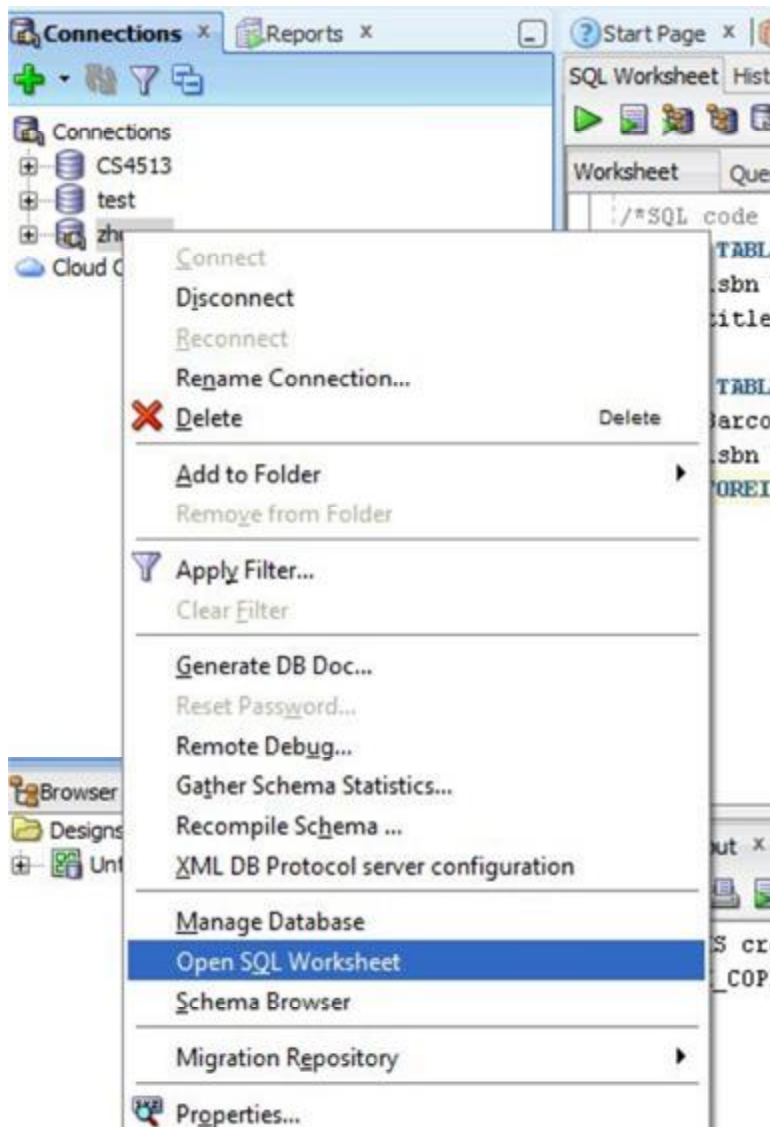 Connections x Reports x
Start Page x
SQL Worksheet Hist
Connections
CS4513
test
zhu
Cloud C
Worksheet Que
/*SQL code
TABL
sbn
itle
TABL
arco
sbn
OREI
Connect
Disconnect
Reconnect
Rename Connection...
Delete Delete
Add to Folder
Remove from Folder
Apply Filter...
Clear Filter
Generate DB Doc...
Reset Password...
Remote Debug...
Gather Schema Statistics...
Recompile Schema ...
XML DB Protocol server configuration
Manage Database
Open SQL Worksheet
Schema Browser
Migration Repository
Properties...
Browser
Designs
Unt
ut x
S cr
_COP